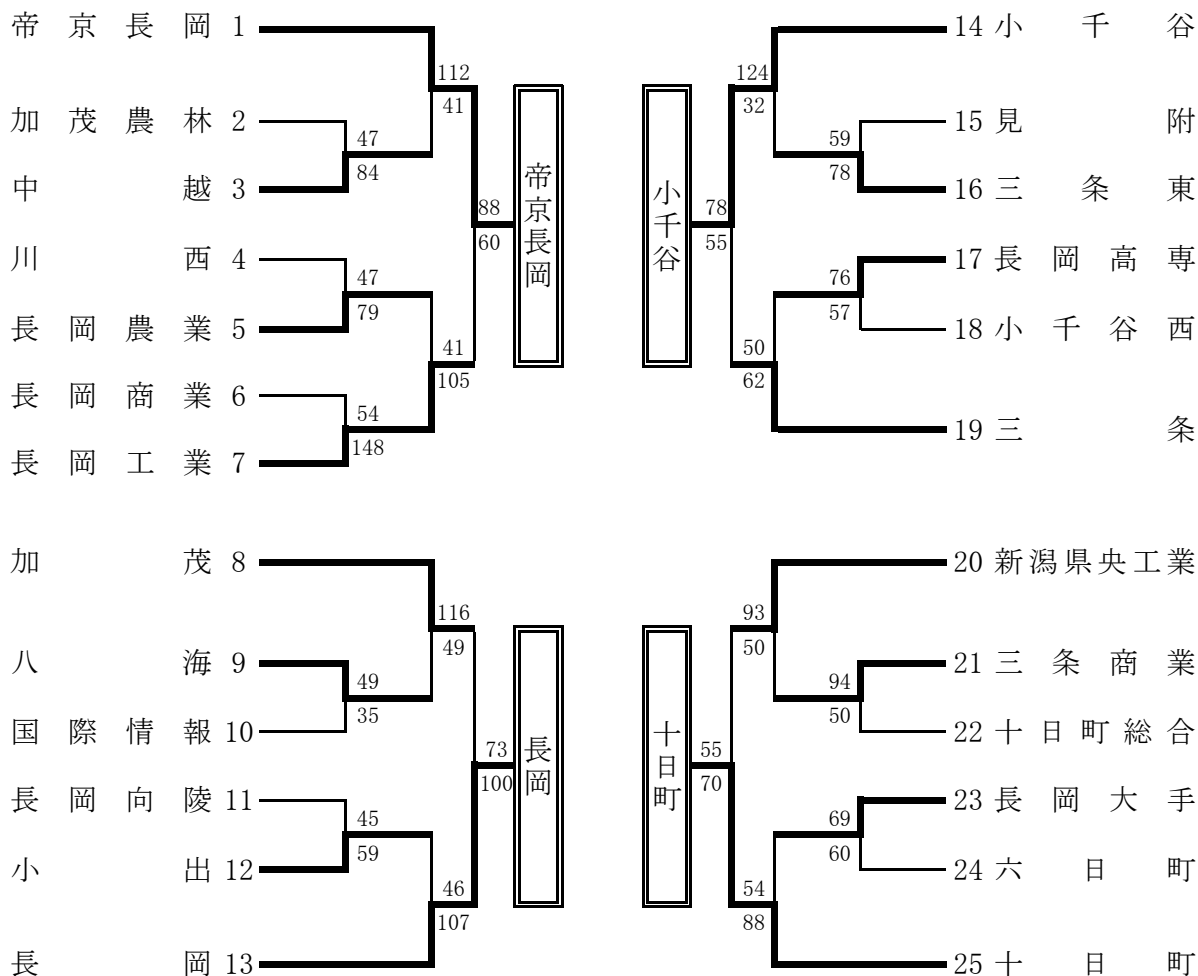 帝京長岡 1
加茂農林 2
中越 3
川西 4
長岡農業 5
長岡商業 6
長岡工業 7
112
41
47
84
88
60
47
79
41
105
54
148
帝京長岡
加茂 8
八海 9
国際情報 10
長岡向陵 11
小出 12
長岡 13
116
49
49
35
73
100
45
59
46
107
長岡
14 小千谷
15 見附
16 三条東
17 長岡高専
18 小千谷西
19 三条
124
32
59
78
78
55
76
57
50
62
小千谷
20 新潟県央工業
21 三条商業
22 十日町総合
23 長岡大手
24 六日町
25 十日町
93
50
94
50
55
70
69
60
54
88
十日町